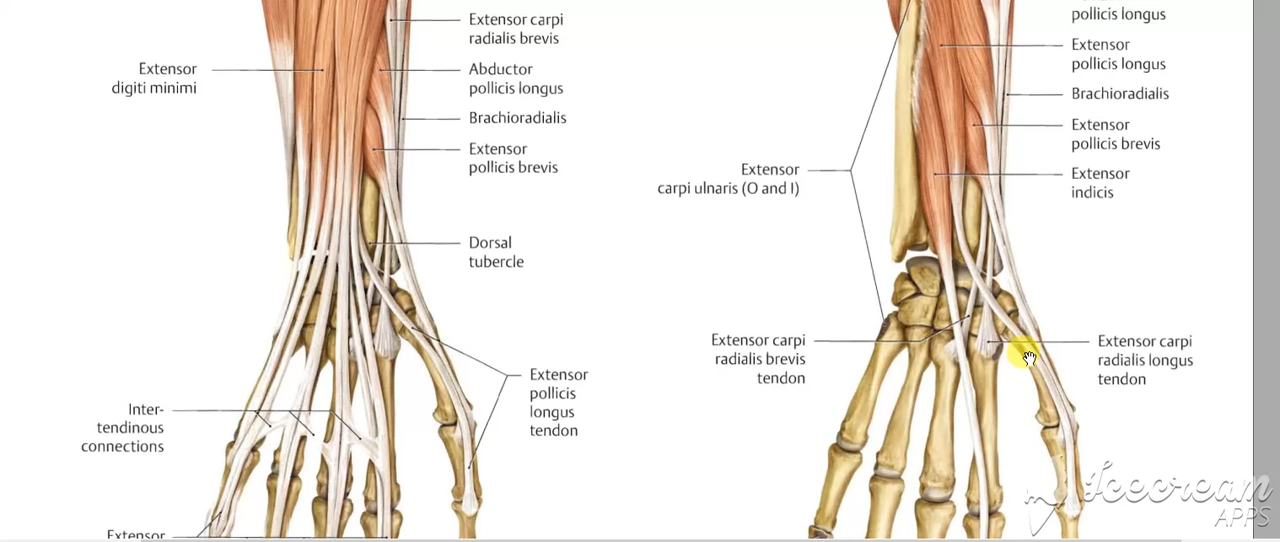 Extensor carpi
radialis brevis
Extensor
digiti minimi
Abductor
pollicis longus
Brachioradialis
Extensor
pollicis brevis
Dorsal
tubercle
Extensor
pollicis
longus
tendon
Inter-
tendinous
connections
Extensor
pollicis longus
Extensor
pollicis longus
Brachioradialis
Extensor
pollicis brevis
Extensor
indicis
Extensor
carpi ulnaris (O and I)
Extensor carpi
radialis brevis
tendon
Extensor carpi
radialis longus
tendon
Icecream
APPS